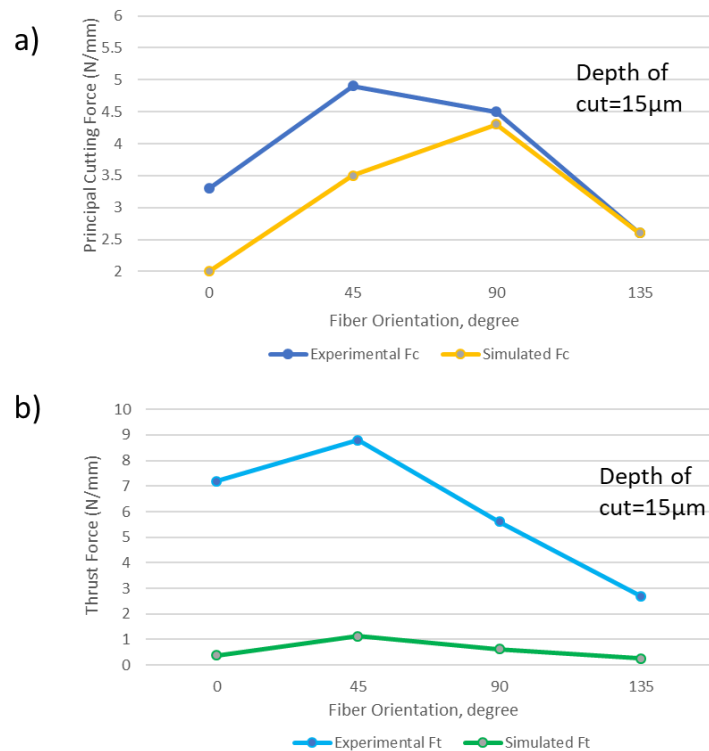 a)
Principal Cutting Force (N/mm)
6
5.5
5
4.5
4
3.5
3
2.5
2
Depth of
cut=15μm
0 45 90 135
Fiber Orientation, degree
Experimental Fc Simulated Fc
b)
Thrust Force (N/mm)
10
9
8
7
6
5
4
3
2
1
0
Depth of
cut=15μm
0 45 90 135
Fiber Orientation, degree
Experimental Ft Simulated Ft